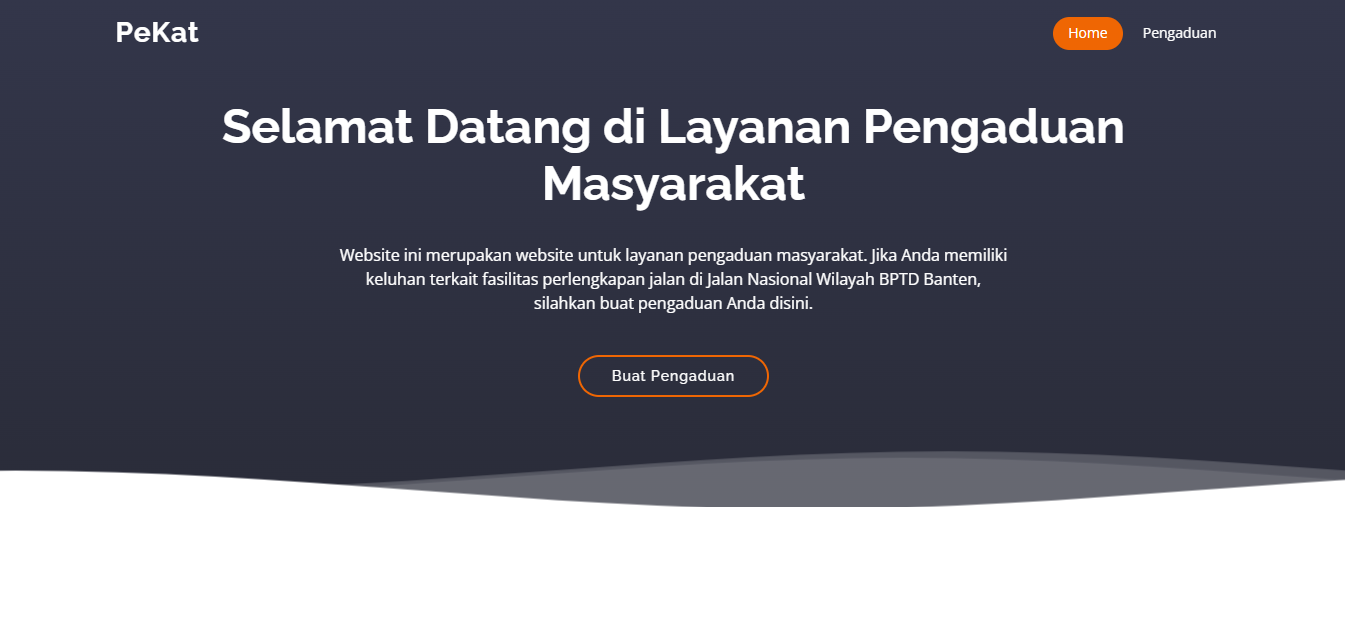 PeKat
Home
Pengaduan
Selamat Datang di Layanan Pengaduan
Masyarakat
Website ini merupakan website untuk layanan pengaduan masyarakat. Jika Anda memiliki
keluhan terkait fasilitas perlengkapan jalan di Jalan Nasional Wilayah BPTD Banten,
silahkan buat pengaduan Anda disini.
Buat Pengaduan